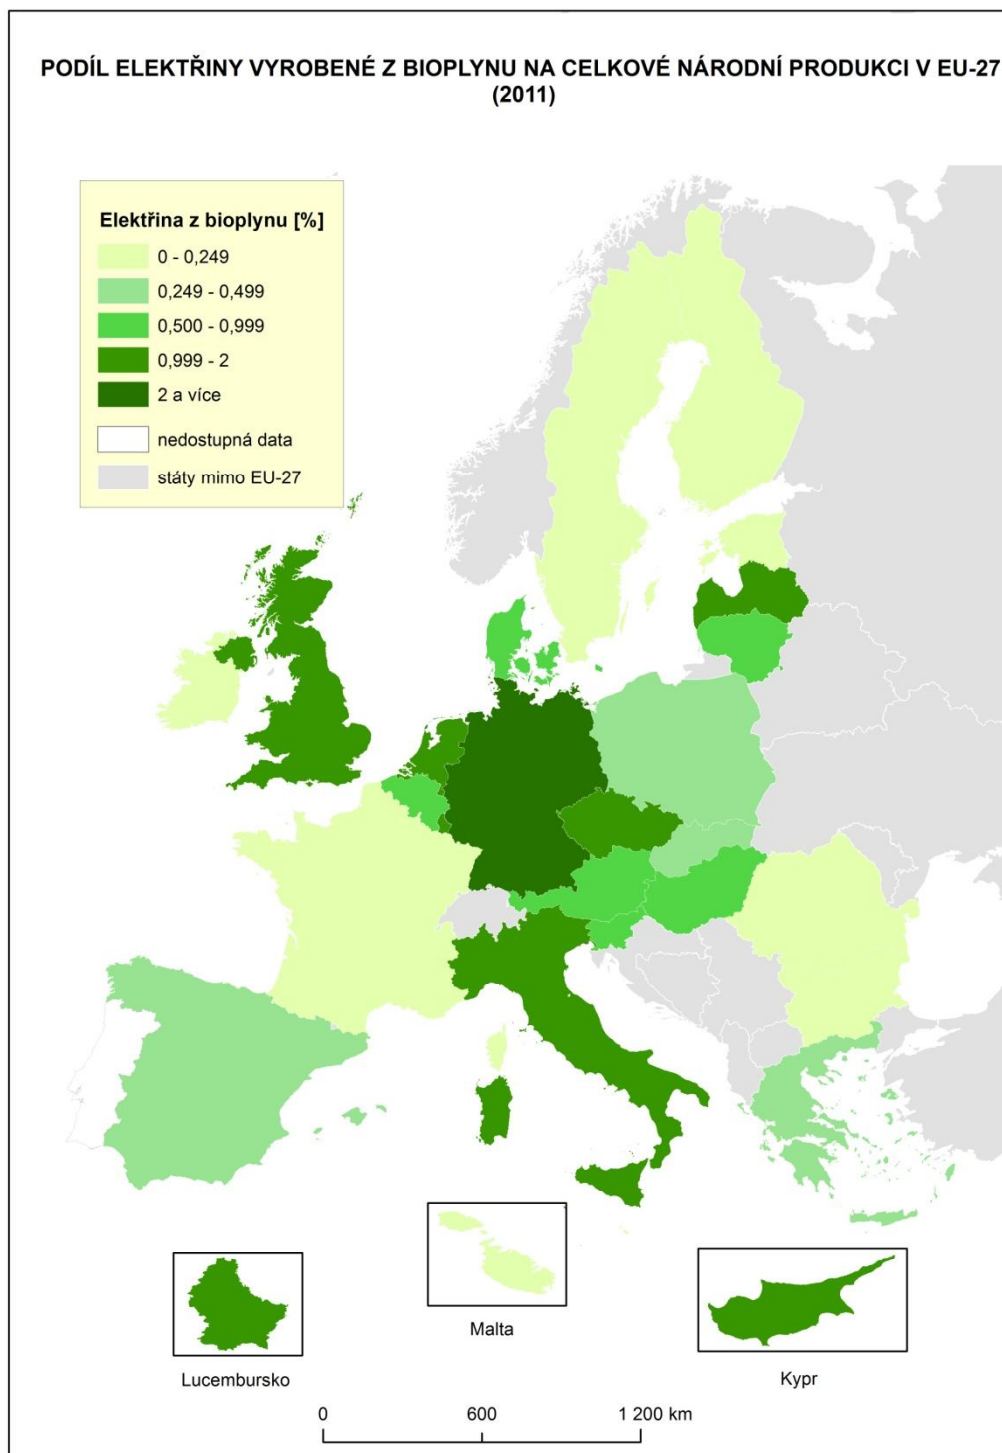 PODÍL ELEKTŘINY VYROBENÉ Z BIOPLYNU NA CELKOVÉ NÁRODNÍ PRODUKCI V EU-27
(2011)
Elektřina z bioplynu [%]
0 - 0,249
0,249 - 0,499
0,500 - 0,999
0,999 - 2
2 a více
nedostupná data
státy mimo EU-27
Lucembursko
Malta
Kypr
0 600 1 200 km